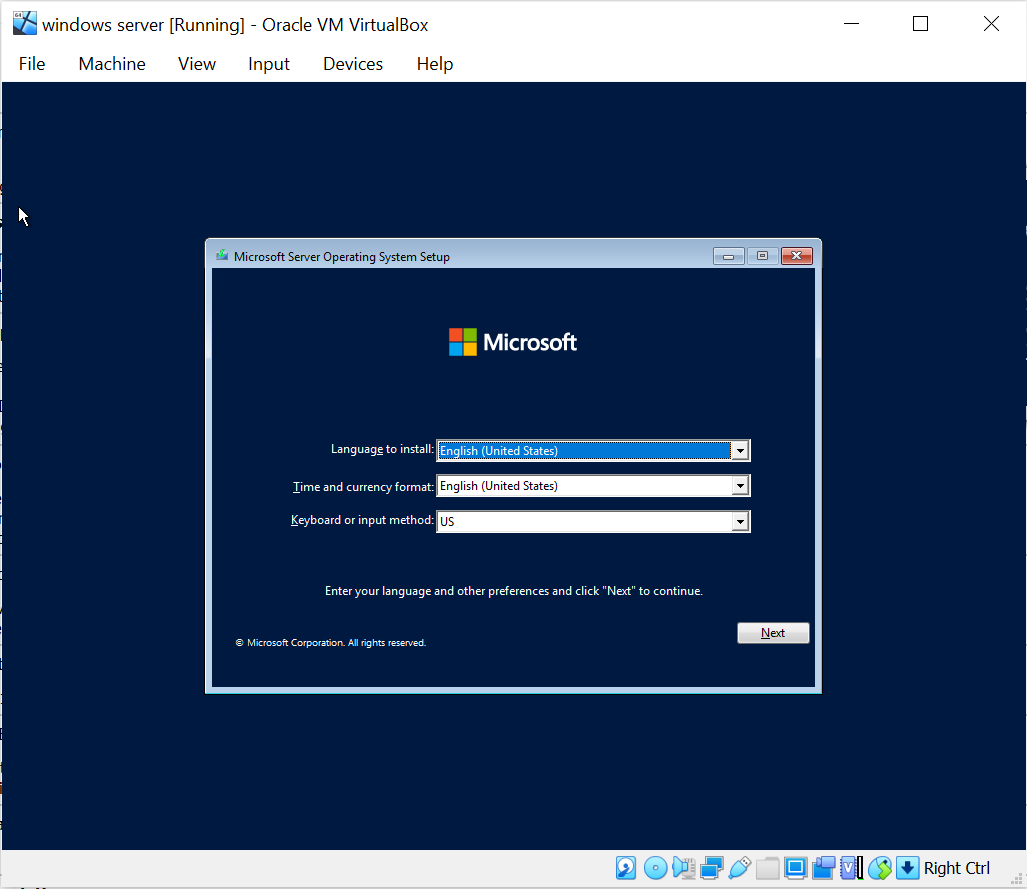 windows server [Running] - Oracle VM VirtualBox
File Machine View Input Devices Help
Microsoft Server Operating System Setup
Microsoft
Language to install: English (United States)
Time and currency format: English (United States)
Keyboard or input method: US
Enter your language and other preferences and click "Next" to continue.
Next
© Microsoft Corporation. All rights reserved.
Right Ctrl